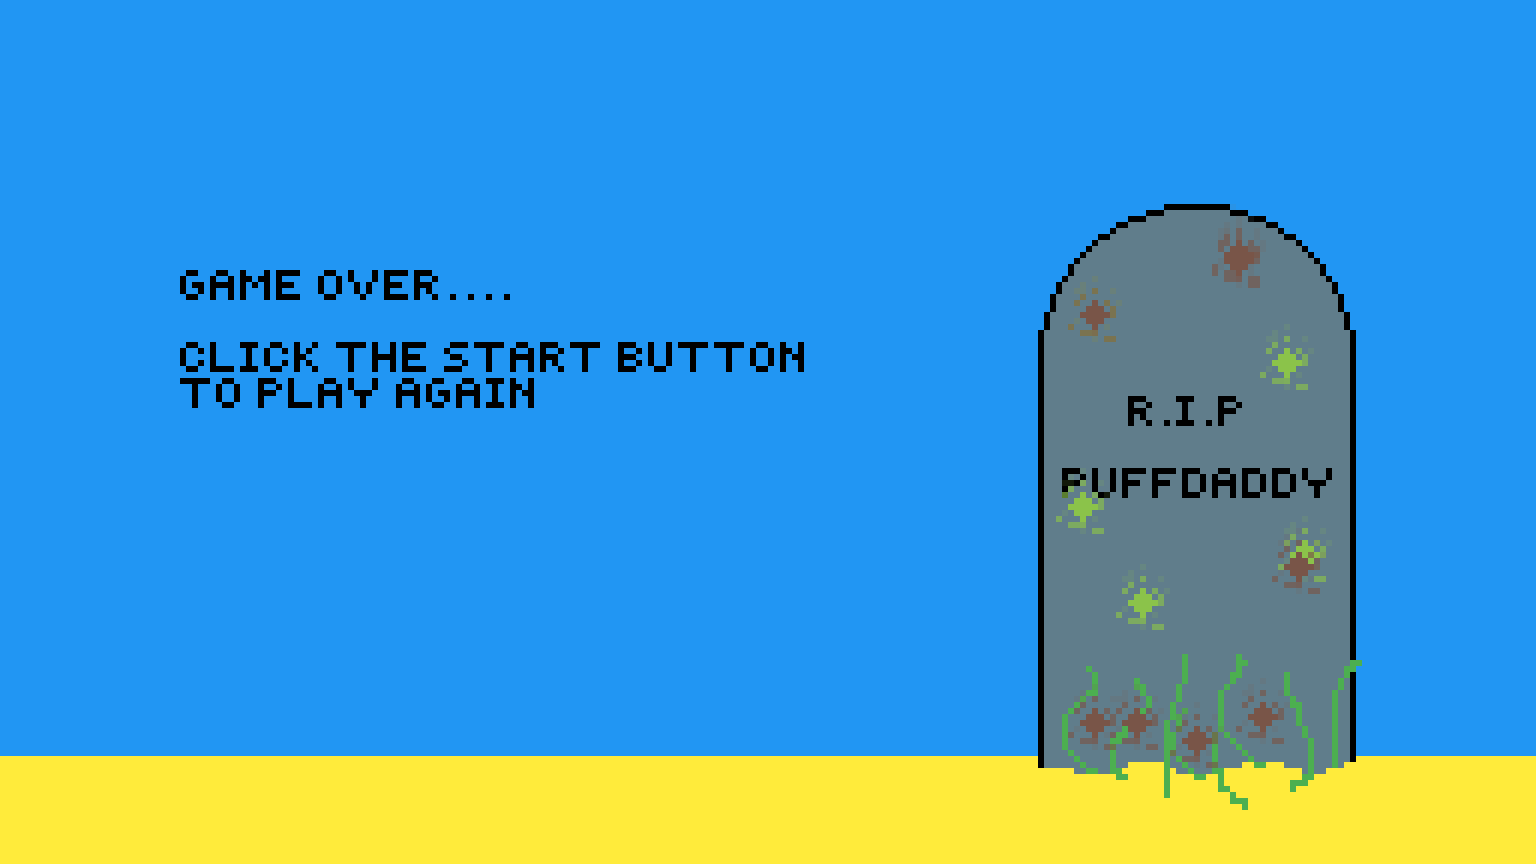 GAME OVER....
CLICK THE START BUTTON
TO PLAY AGAIN
R.I.P
PUFFDADDY